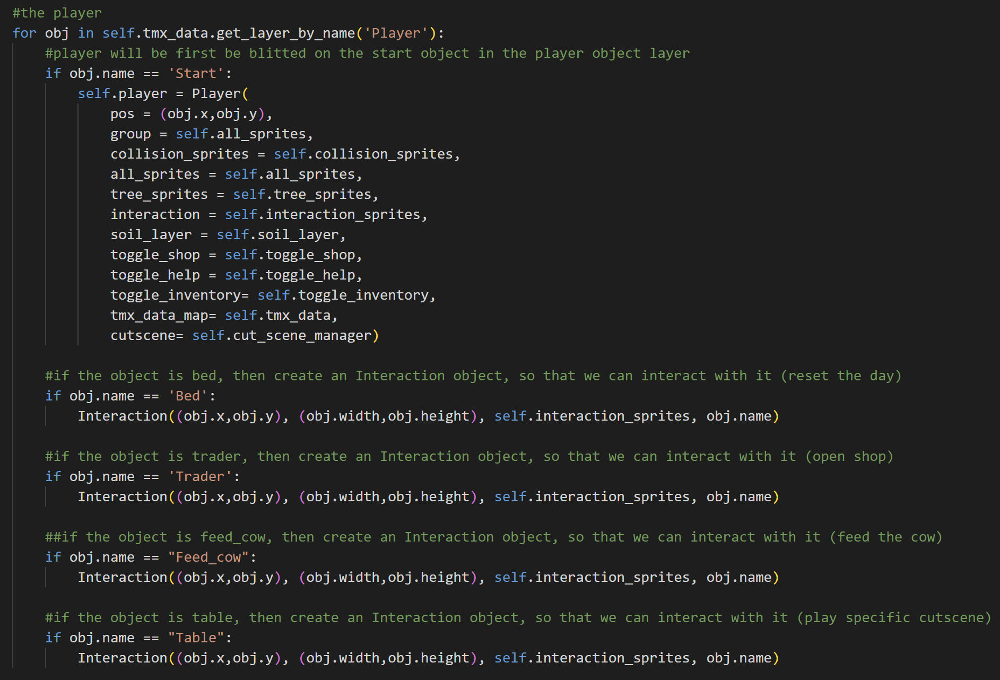 #the player
for obj in self.tmx_data.get_layer_by_name('Player'):
    #player will be first be blitted on the start object in the player object layer
    if obj.name == 'Start':
        self.player = Player(
            pos = (obj.x,obj.y),
            group = self.all_sprites,
            collision_sprites = self.collision_sprites,
            all_sprites = self.all_sprites,
            tree_sprites = self.tree_sprites,
            interaction = self.interaction_sprites,
            soil_layer = self.soil_layer,
            toggle_shop = self.toggle_shop,
            toggle_help = self.toggle_help,
            toggle_inventory= self.toggle_inventory,
            tmx_data_map= self.tmx_data,
            cutscene= self.cut_scene_manager)

    #if the object is bed, then create an Interaction object, so that we can interact with it (reset the day)
    if obj.name == 'Bed':
        Interaction((obj.x,obj.y), (obj.width,obj.height), self.interaction_sprites, obj.name)

    #if the object is trader, then create an Interaction object, so that we can interact with it (open shop)
    if obj.name == 'Trader':
        Interaction((obj.x,obj.y), (obj.width,obj.height), self.interaction_sprites, obj.name)

    ##if the object is feed_cow, then create an Interaction object, so that we can interact with it (feed the cow)
    if obj.name == "Feed_cow":
        Interaction((obj.x,obj.y), (obj.width,obj.height), self.interaction_sprites, obj.name)

    #if the object is table, then create an Interaction object, so that we can interact with it (play specific cutscene)
    if obj.name == "Table":
        Interaction((obj.x,obj.y), (obj.width,obj.height), self.interaction_sprites, obj.name)